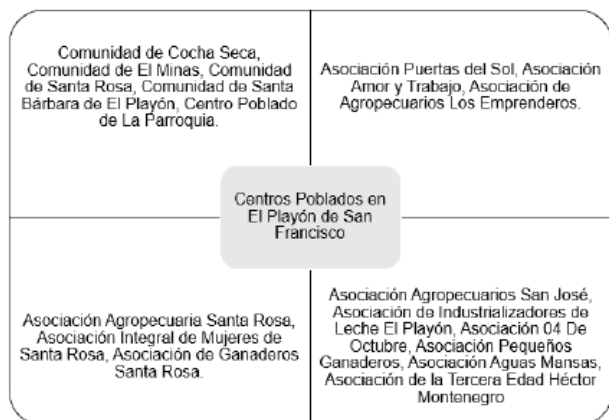 Comunidad de Cocha Seca,
Comunidad de El Minas, Comunidad
de Santa Rosa, Comunidad de Santa
Bárbara de El Playón, Centro Poblado
de La Parroquia.
Asociación Puertas del Sol, Asociación
Amor y Trabajo, Asociación de
Agropecuarios Los Emprenderos.
Centros Poblados en
El Playón de San
Francisco
Asociación Agropecuaria Santa Rosa,
Asociación Integral de Mujeres de
Santa Rosa, Asociación de Ganaderos
Santa Rosa.
Asociación Agropecuarios San José,
Asociación de Industrializadores de
Leche El Playón, Asociación 04 De
Octubre, Asociación Pequeños
Ganaderos, Asociación Aguas Mansas,
Asociación de la Tercera Edad Héctor
Montenegro